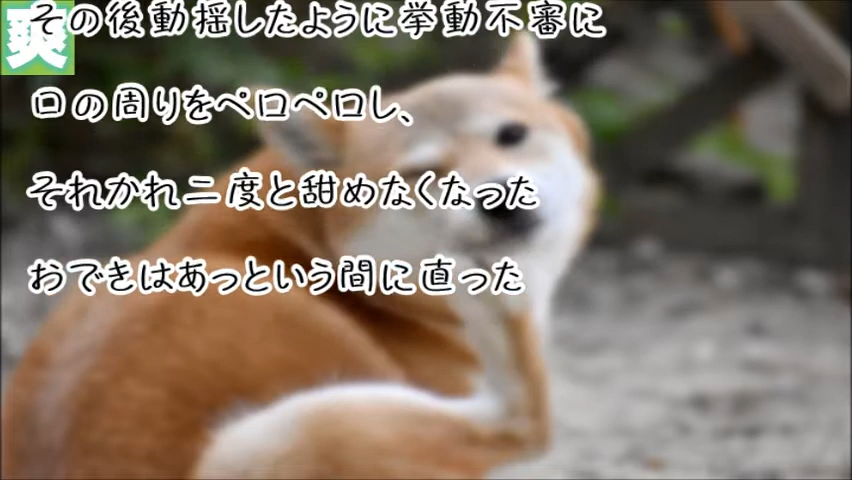 爽
その後動揺したように挙動不審に
口の周りをペロペロし、
それかれ二度と舐めなくなった
おできはあっという間に直った